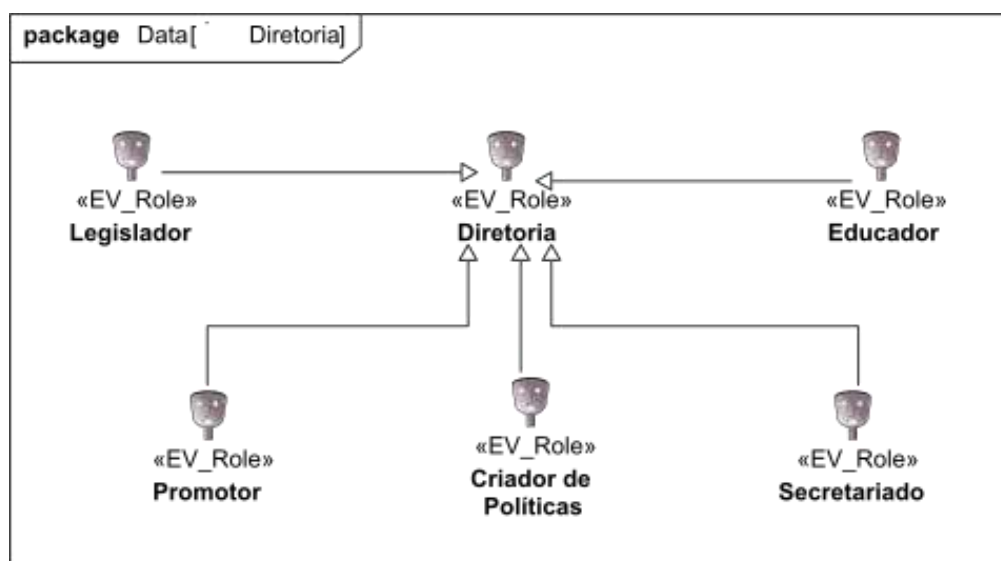 package Data[ Diretoria]
«EV_Role» «EV_Role» «EV_Role»
Legislador Diretoria Educador
«EV_Role» «EV_Role» «EV_Role»
Promotor Criador de Políticas Secretariado